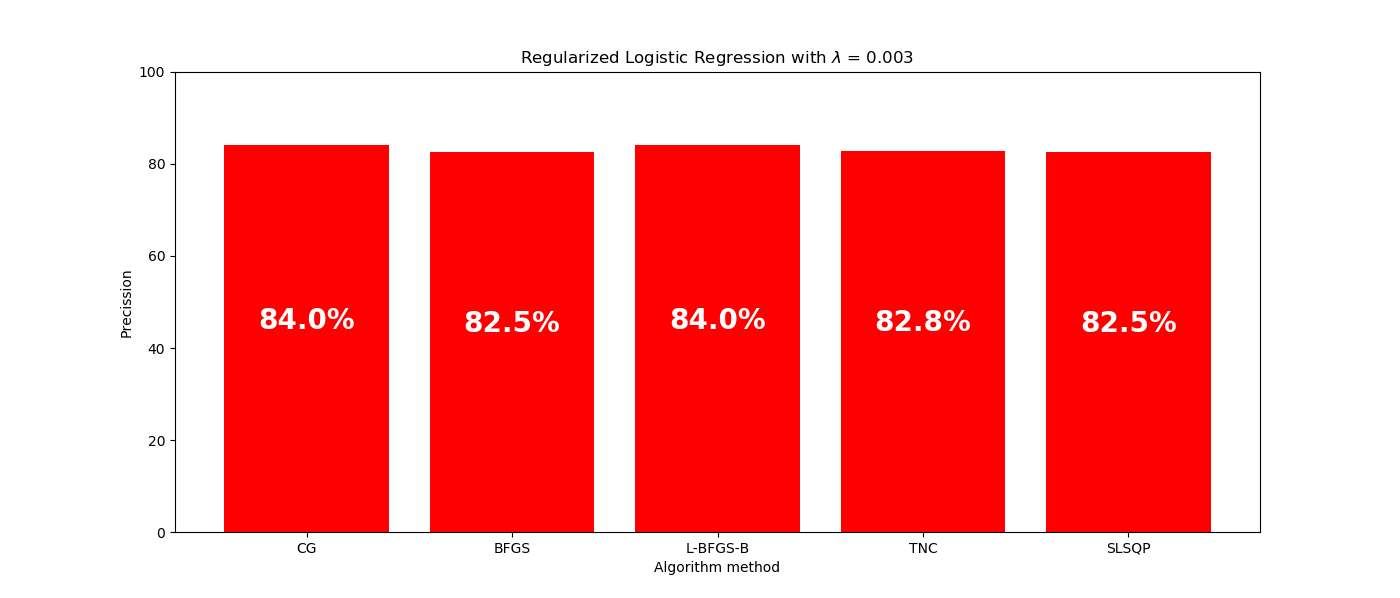 Regularized Logistic Regression with λ = 0.003
100
80
60
40
20
0
Precission
84.0%
82.5%
84.0%
82.8%
82.5%
CG
BFGS
L-BFGS-B
TNC
SLSQP
Algorithm method